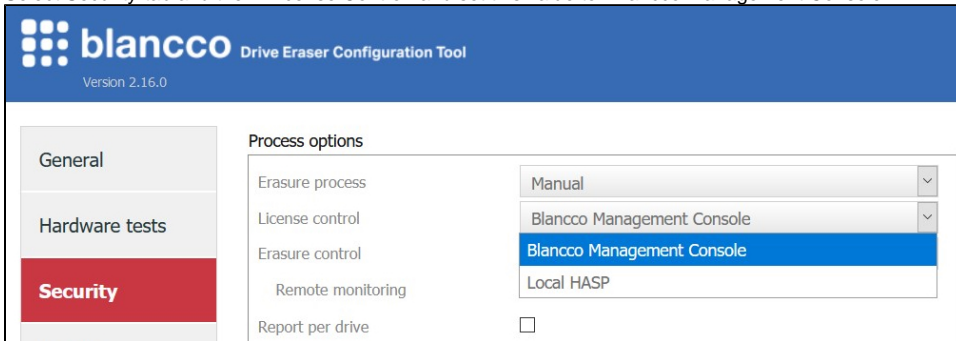 blancco Drive Eraser Configuration Tool
Version 2.16.0
Process options
General
Erasure process Manual
License control Blancco Management Console
Hardware tests
Erasure control Blancco Management Console
Local HASP
Security
Remote monitoring
Report per drive